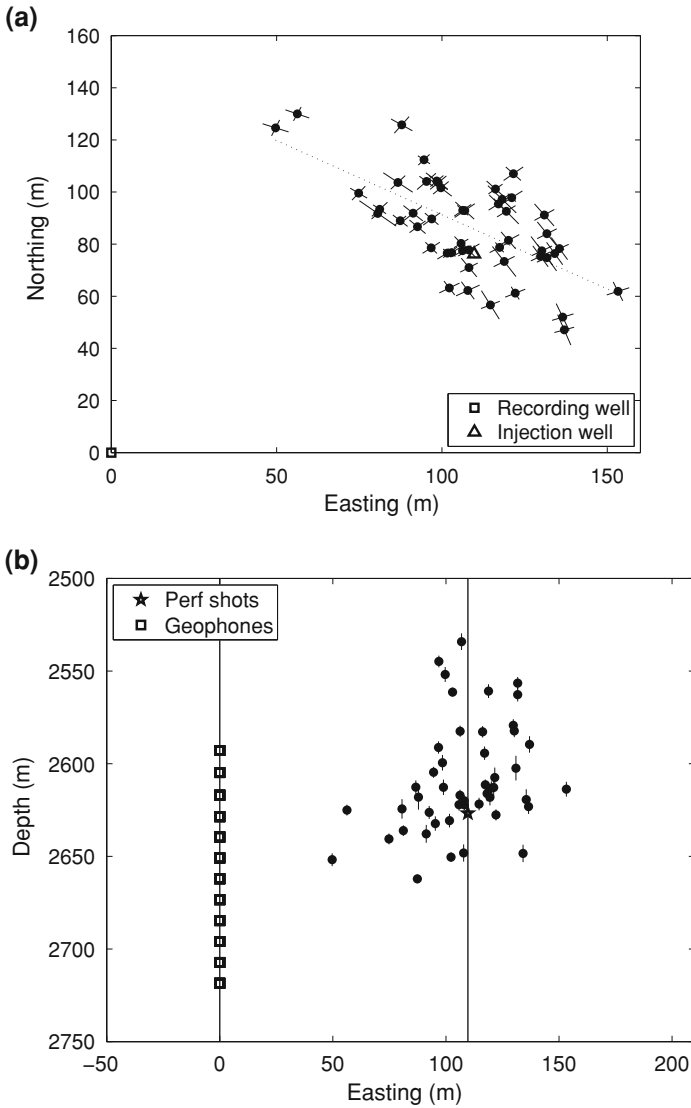 (a)
160
140
120
100
80
60
40
20
0
Northing (m)
Recording well
Injection well
0 50 100 150
Easting (m)
(b)
2500
2550
2600
2650
2700
2750
Depth (m)
Perf shots
Geophones
−50 0 50 100 150 200
Easting (m)